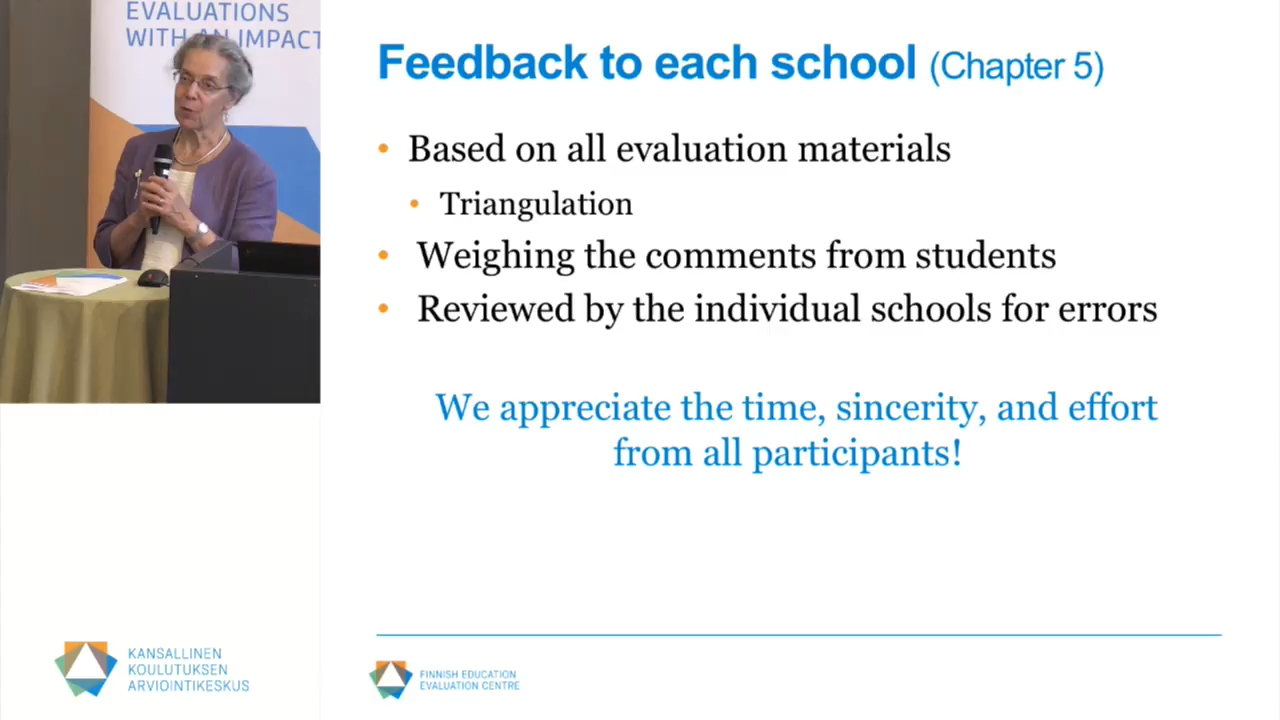 EVALUATIONS
WITH AN IMPACT
Feedback to each school (Chapter 5)
• Based on all evaluation materials
• Triangulation
• Weighing the comments from students
• Reviewed by the individual schools for errors
We appreciate the time, sincerity, and effort
from all participants!
KANSALLINEN
KOULUTUKSEN
ARVIOINTIKESKUS
FINNISH EDUCATION
EVALUATION CENTRE